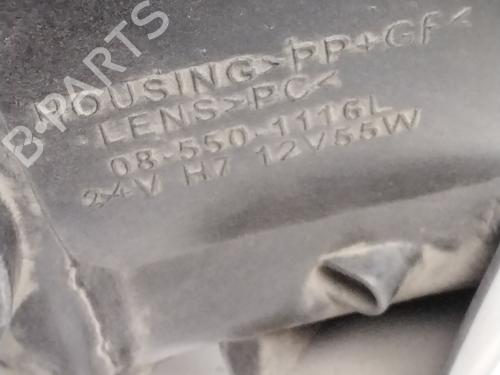 B-PARTS
HOUSING>PP+GF<
LENS>PC<
08-550-1116L
24V H7 12V55W